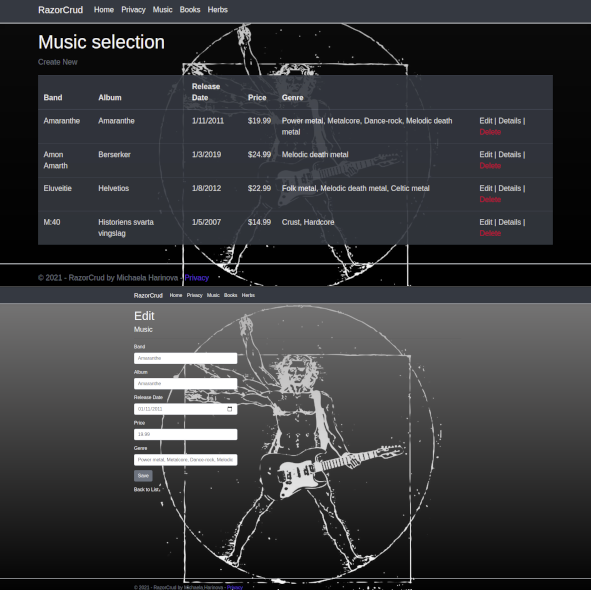 RazorCrud Home Privacy Music Books Herbs
Music selection
Create New
Band Album Release Date Price Genre
Amaranthe Amaranthe 1/11/2011 $19.99 Power metal, Metalcore, Dance-rock, Melodic death metal Edit | Details | Delete
Amon Amarth Berserker 1/3/2019 $24.99 Melodic death metal Edit | Details | Delete
Eluveitie Helvetios 1/8/2012 $22.99 Folk metal, Melodic death metal, Celtic metal Edit | Details | Delete
M:40 Historiens svarta vingslag 1/5/2007 $14.99 Crust, Hardcore Edit | Details | Delete
© 2021 - RazorCrud by Michaela Harinova - Privacy
RazorCrud Home Privacy Music Books Herbs
Edit
Music
Band
Amaranthe
Album
Amaranthe
Release Date
01/11/2011
Price
19.99
Genre
Power metal, Metalcore, Dance-rock, Melodic
Save
Back to List
© 2021 - RazorCrud by Michaela Harinova - Privacy